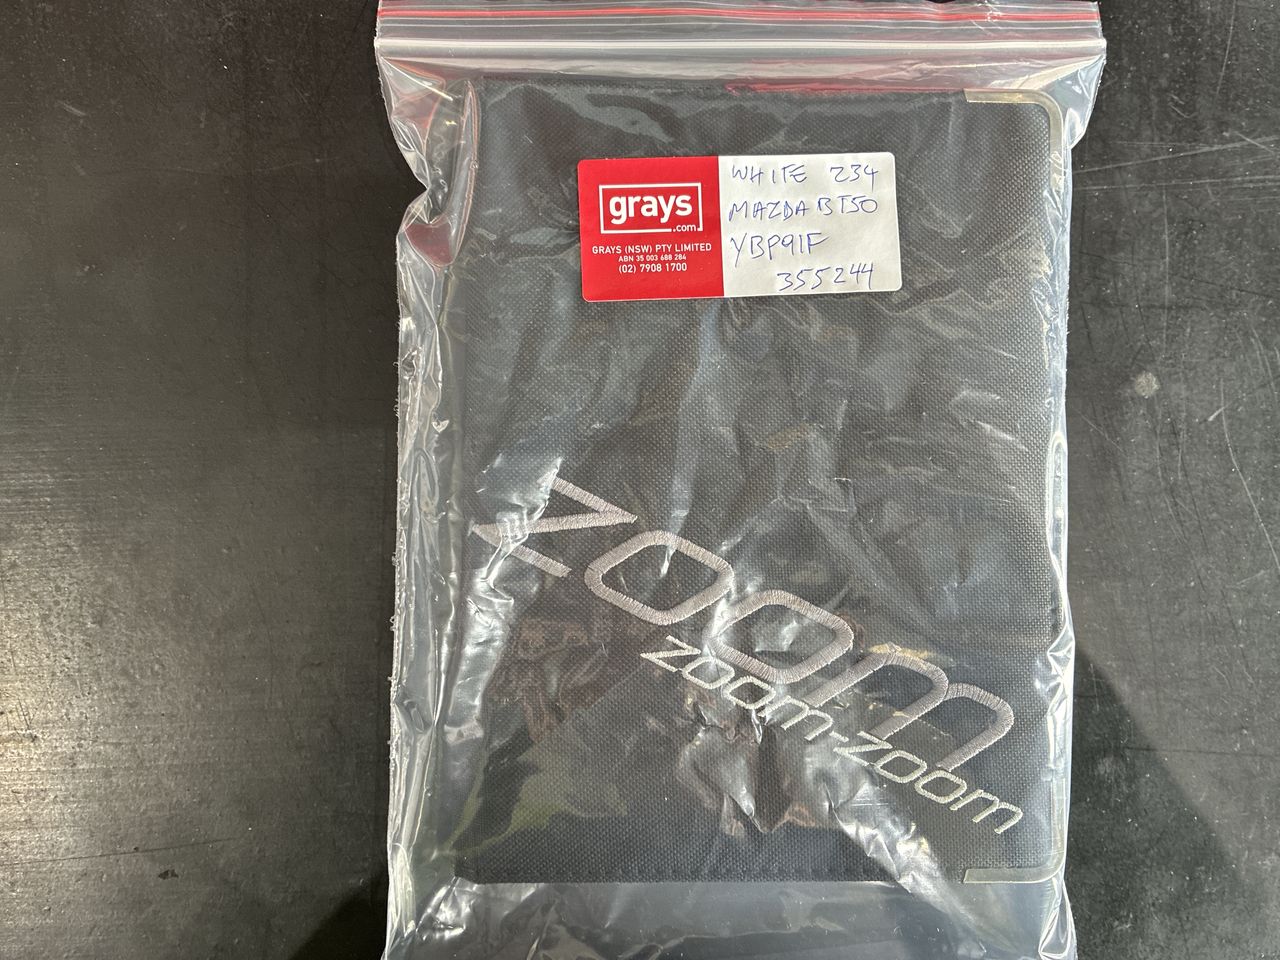 grays
.com
GRAYS (NSW) PTY LIMITED
ABN 35 003 688 284
(02) 7908 1700
WHITE 234
MAZDA BT50
YBP91F
355244
zoom
zoom-zoom